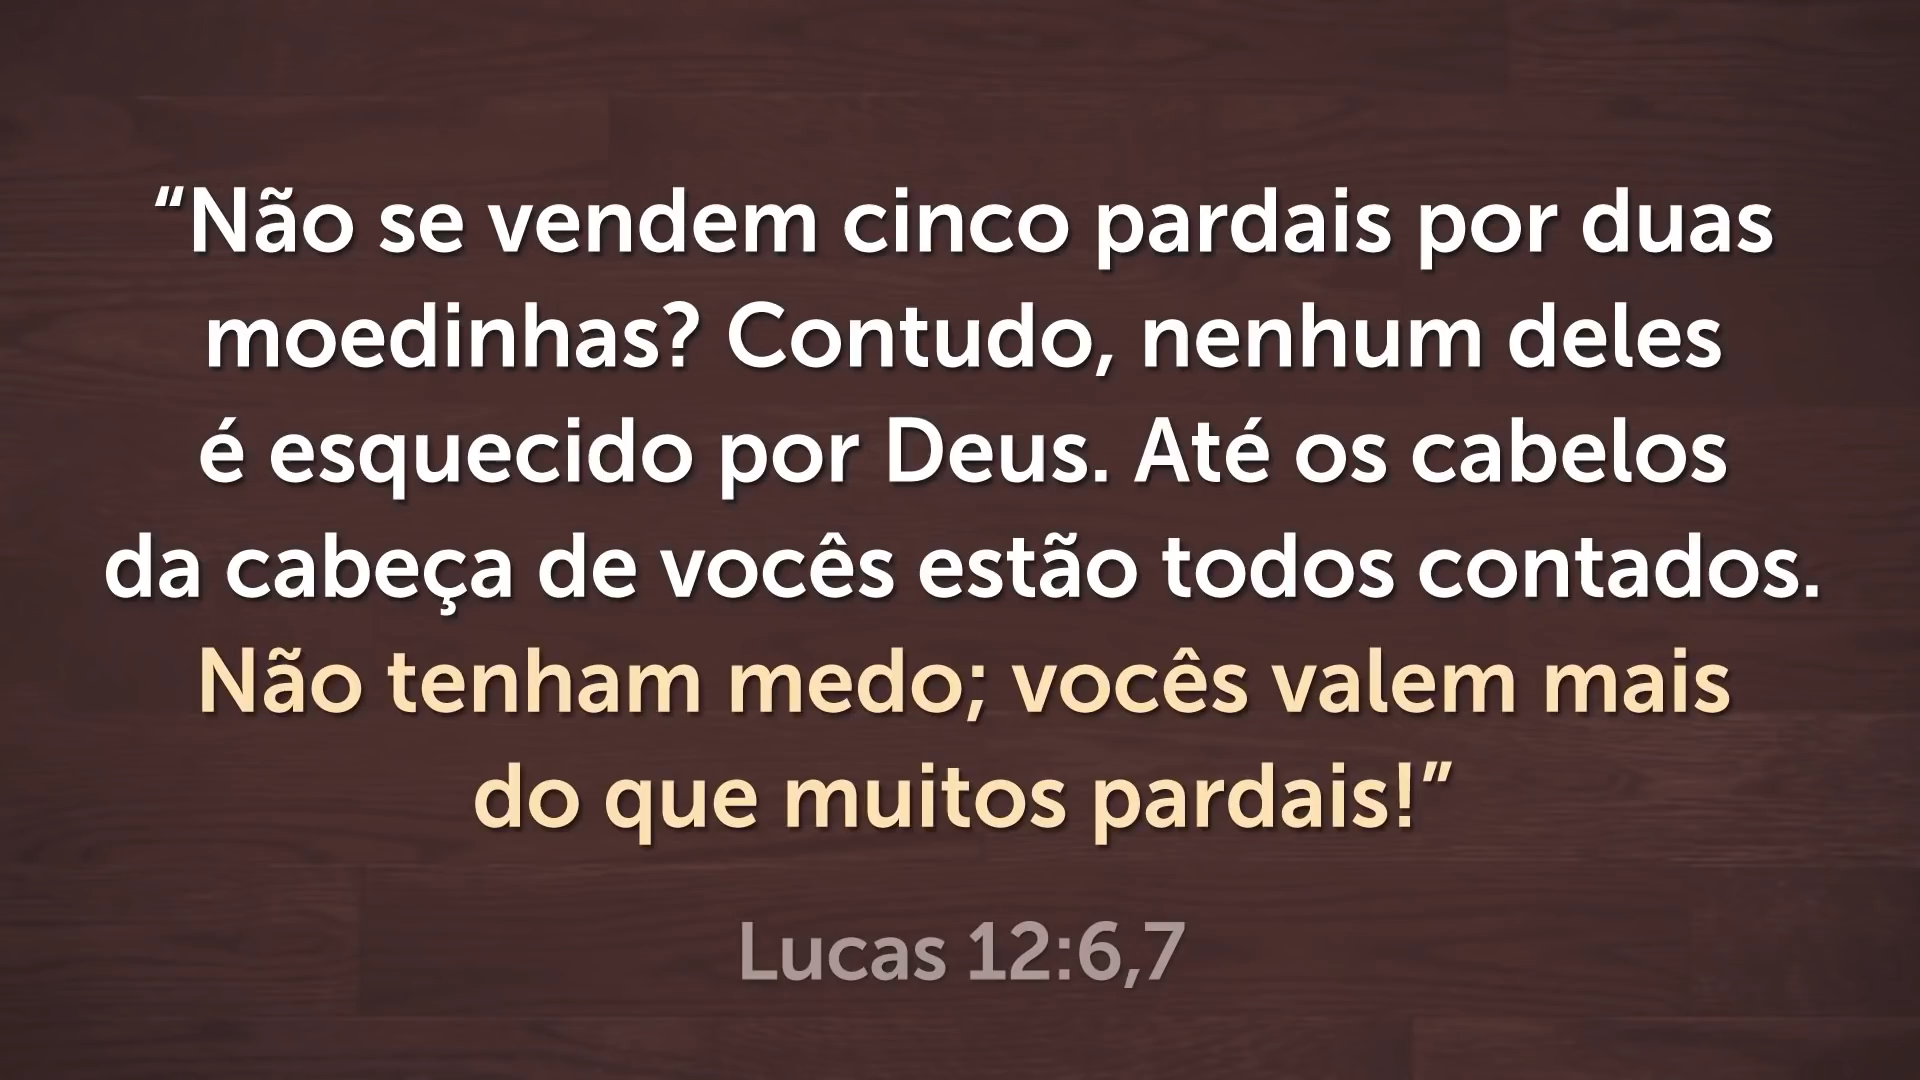 “Não se vendem cinco pardais por duas
moedinhas? Contudo, nenhum deles
é esquecido por Deus. Até os cabelos
da cabeça de vocês estão todos contados.
Não tenham medo; vocês valem mais
do que muitos pardais!”
Lucas 12:6,7